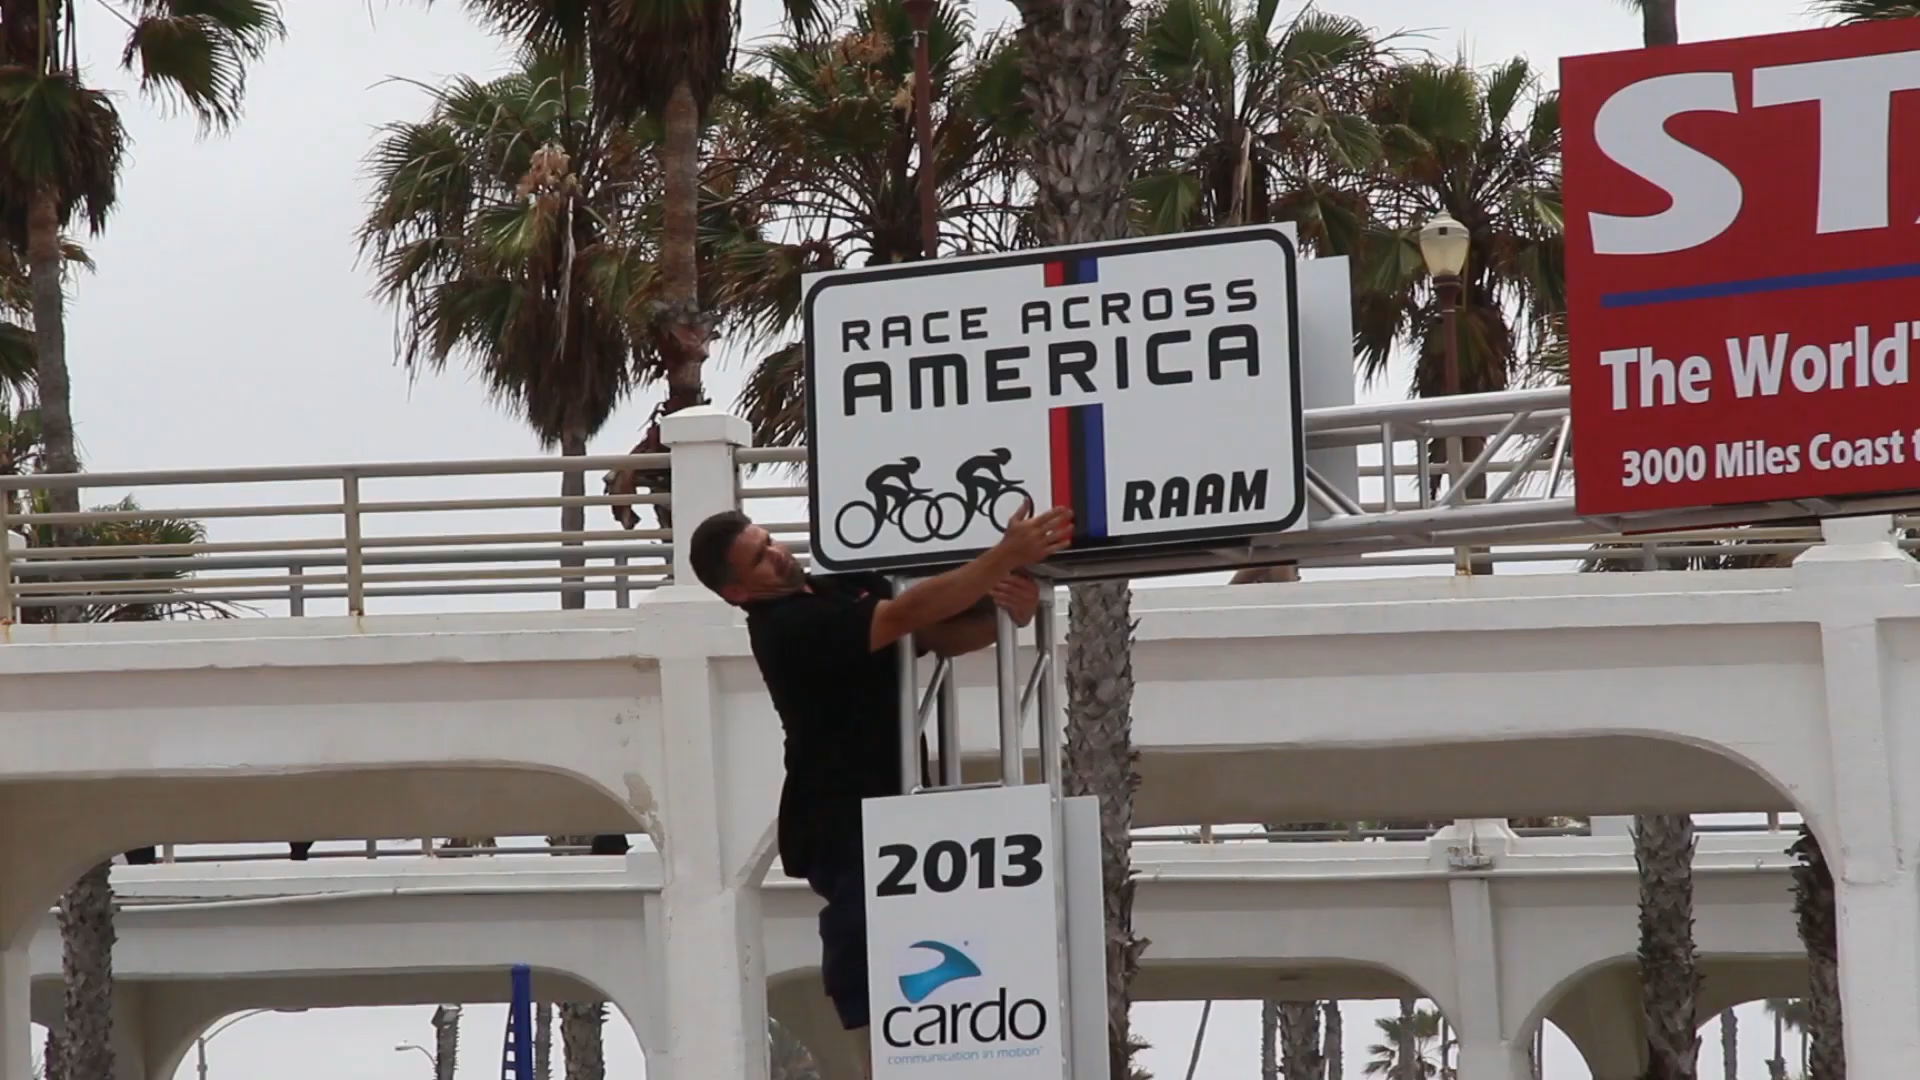 RACE ACROSS
AMERICA
RAAM
ST
The World'
3000 Miles Coast
2013
cardo
communication in motion